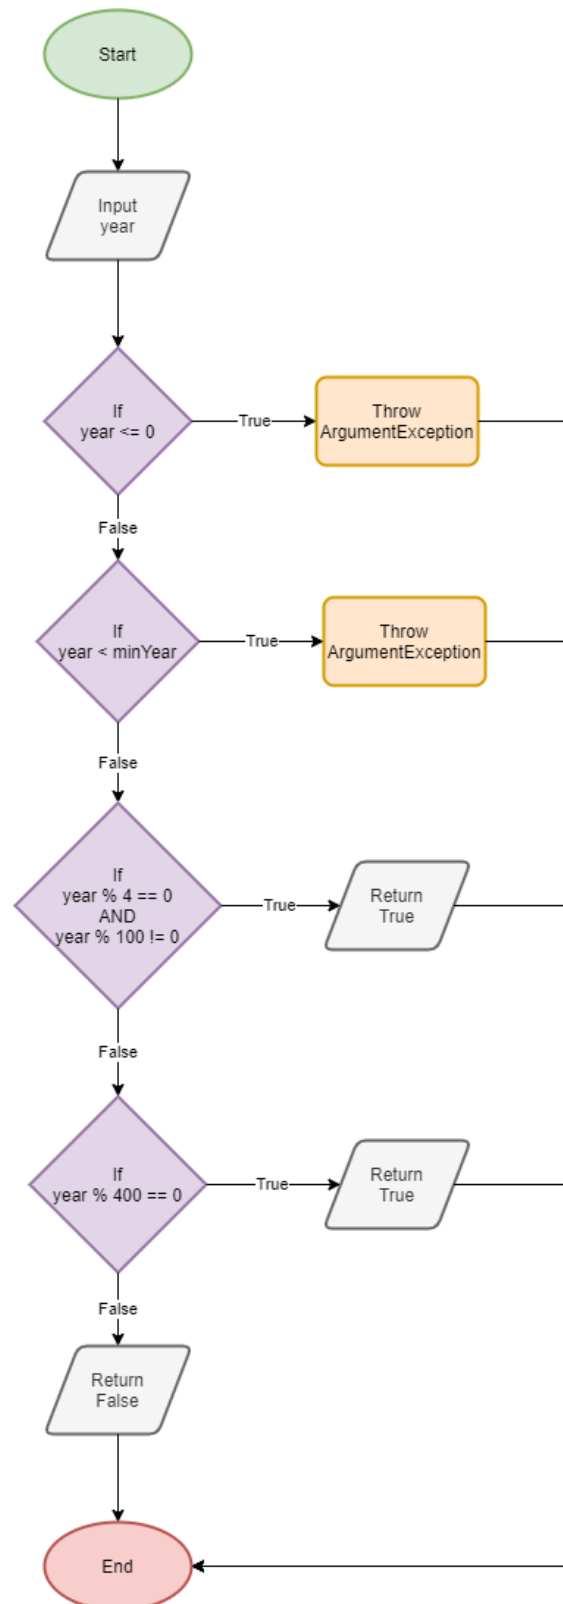 Start
Input
year
If
year <= 0
True
Throw
ArgumentException
False
If
year < minYear
True
Throw
ArgumentException
False
If
year % 4 == 0
AND
year % 100 != 0
True
Return
True
False
If
year % 400 == 0
True
Return
True
False
Return
False
End